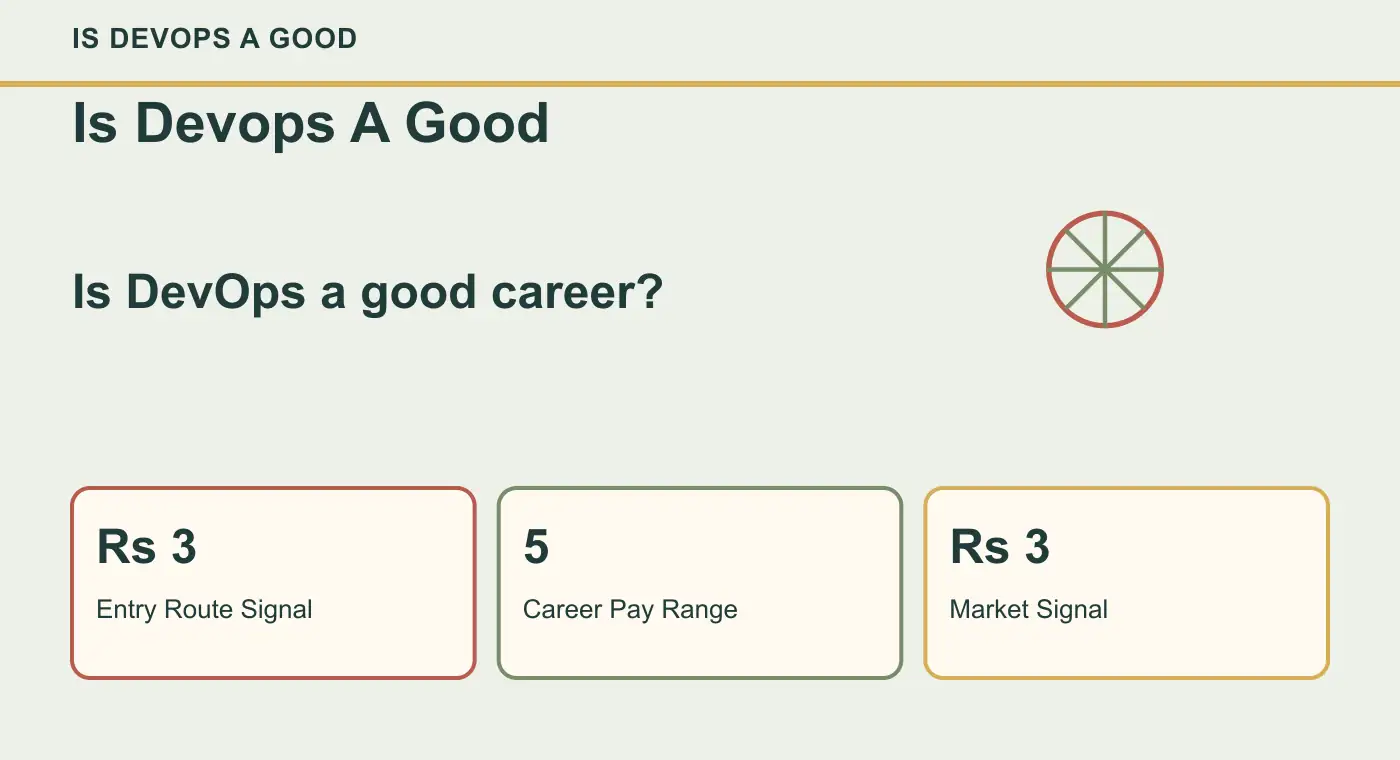 IS DEVOPS A GOOD
Is Devops A Good
Is DevOps a good career?
Rs 3
Entry Route Signal
5
Career Pay Range
Rs 3
Market Signal